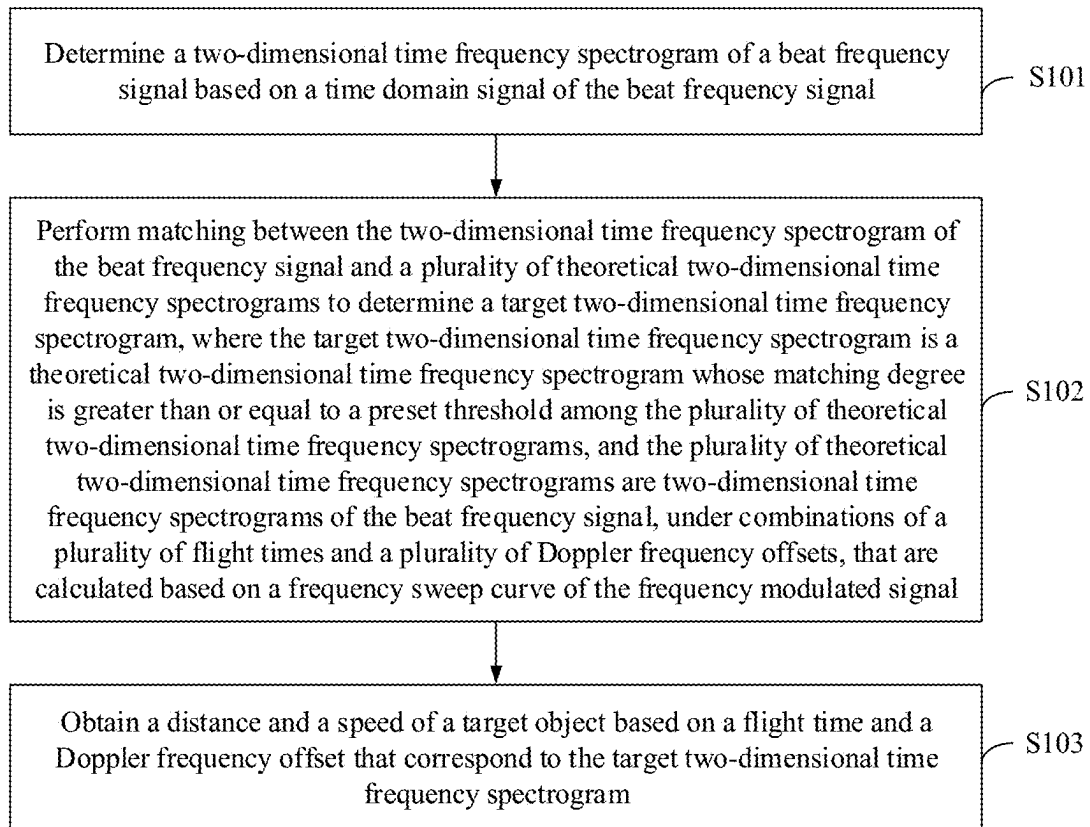 Determine a two-dimensional time frequency spectrogram of a beat frequency
signal based on a time domain signal of the beat frequency signal
S101
Perform matching between the two-dimensional time frequency spectrogram of
the beat frequency signal and a plurality of theoretical two-dimensional time
frequency spectrograms to determine a target two-dimensional time frequency
spectrogram, where the target two-dimensional time frequency spectrogram is a
theoretical two-dimensional time frequency spectrogram whose matching degree
is greater than or equal to a preset threshold among the plurality of theoretical
two-dimensional time frequency spectrograms, and the plurality of theoretical
two-dimensional time frequency spectrograms are two-dimensional time
frequency spectrograms of the beat frequency signal, under combinations of a
plurality of flight times and a plurality of Doppler frequency offsets, that are
calculated based on a frequency sweep curve of the frequency modulated signal
S102
Obtain a distance and a speed of a target object based on a flight time and a
Doppler frequency offset that correspond to the target two-dimensional time
frequency spectrogram
S103